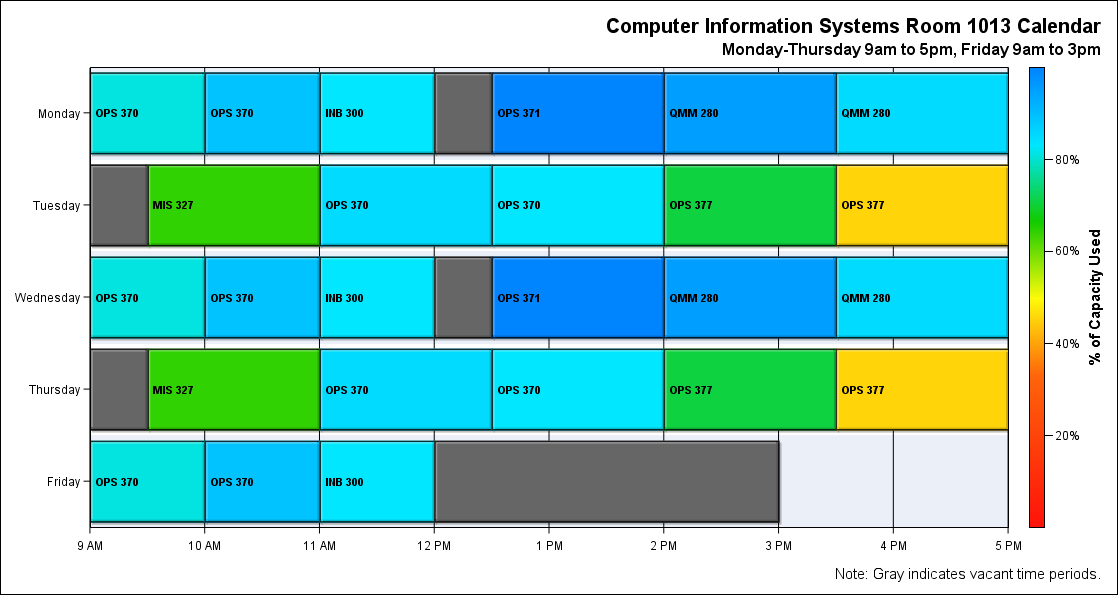 Computer Information Systems Room 1013 Calendar
Monday-Thursday 9am to 5pm, Friday 9am to 3pm
Monday OPS 370 OPS 370 INB 300 OPS 371 QMM 280 QMM 280
80%
Tuesday MIS 327 OPS 370 OPS 370 OPS 377 OPS 377
60%
Wednesday OPS 370 OPS 370 INB 300 OPS 371 QMM 280 QMM 280
% of Capacity Used
40%
Thursday MIS 327 OPS 370 OPS 370 OPS 377 OPS 377
20%
Friday OPS 370 OPS 370 INB 300
9 AM 10 AM 11 AM 12 PM 1 PM 2 PM 3 PM 4 PM 5 PM
Note: Gray indicates vacant time periods.